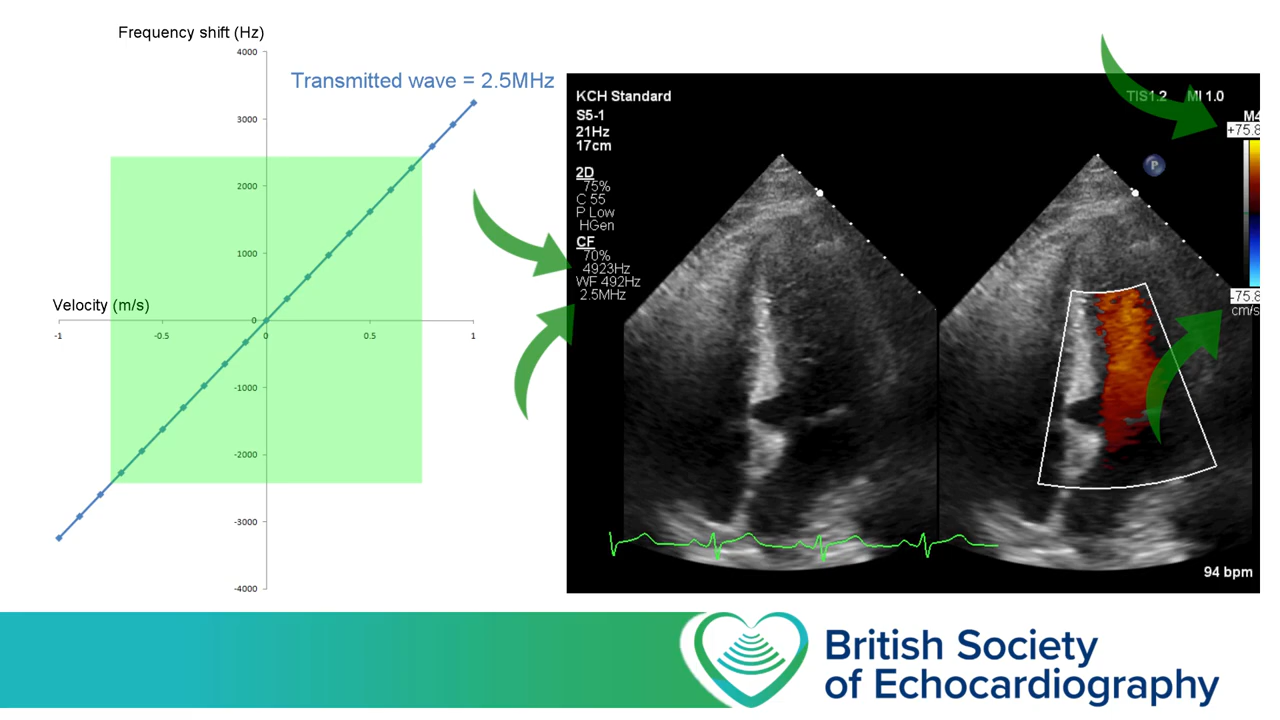 Frequency shift (Hz)
4000
Transmitted wave = 2.5MHz
3000
2000
1000
Velocity (m/s)
0
-1
-0.5
0
0.5
1
-1000
-2000
-3000
-4000
KCH Standard
TIS1.2 MI 1.0
S5-1
21Hz
17cm
M4
+75.8
2D
75%
C 55
P Low
HGen
CF
70%
4923Hz
WF 492Hz
2.5MHz
P
-75.8
cm/s
94 bpm
British Society
of Echocardiography